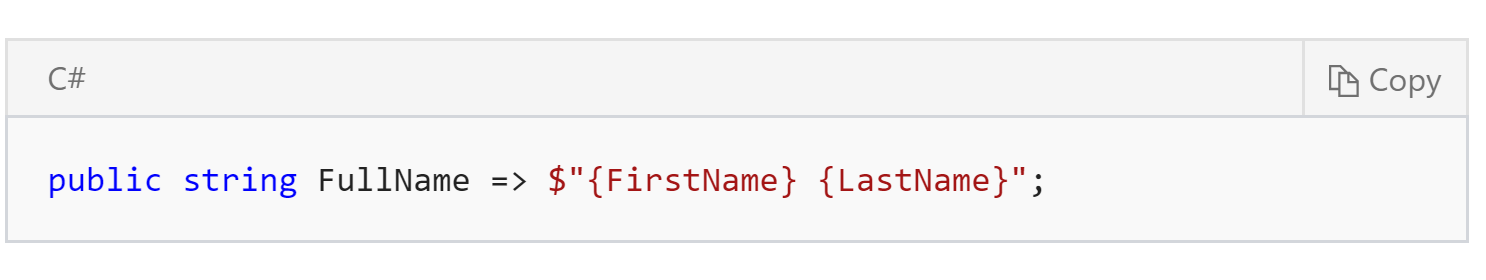 C#
Copy
public string FullName => $"{FirstName} {LastName}";